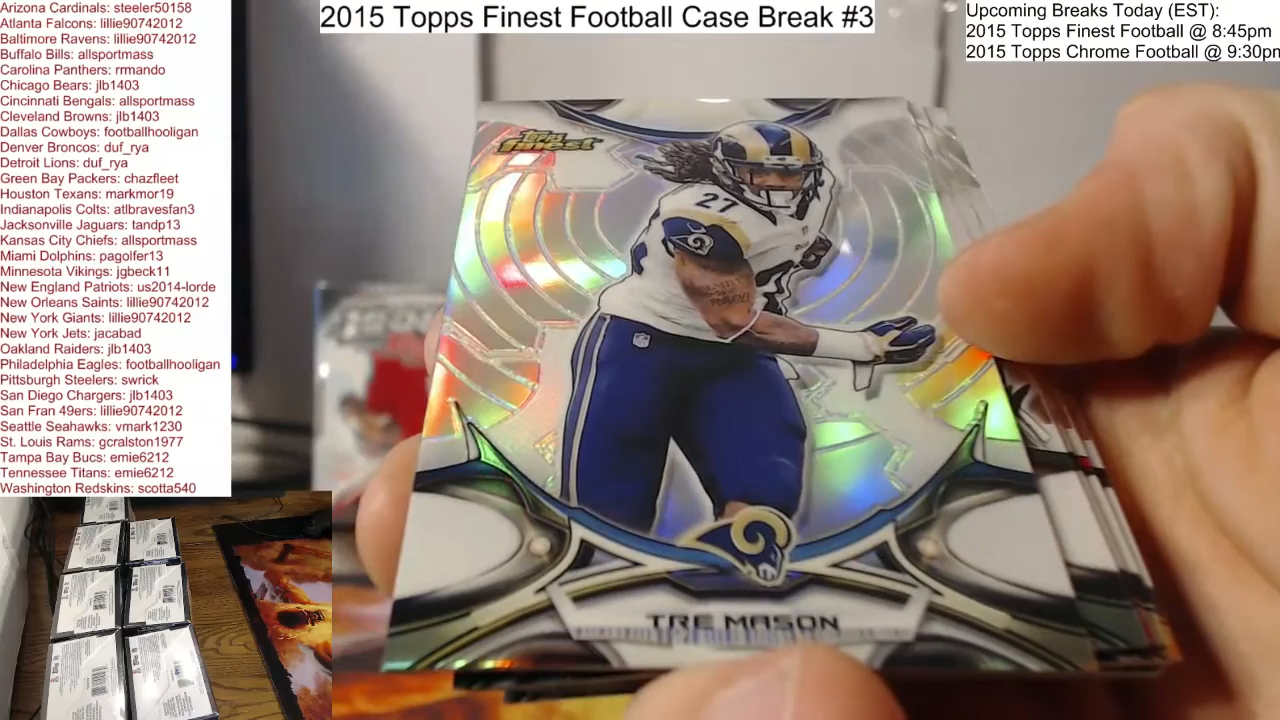 Arizona Cardinals: steeler50158
Atlanta Falcons: lillie90742012
Baltimore Ravens: lillie90742012
Buffalo Bills: allsportmass
Carolina Panthers: rrmando
Chicago Bears: jlb1403
Cincinnati Bengals: allsportmass
Cleveland Browns: jlb1403
Dallas Cowboys: footballhooligan
Denver Broncos: duf_rya
Detroit Lions: duf_rya
Green Bay Packers: chazfleet
Houston Texans: markmor19
Indianapolis Colts: atlbravesfan3
Jacksonville Jaguars: tandp13
Kansas City Chiefs: allsportmass
Miami Dolphins: pagolfer13
Minnesota Vikings: jgbeck11
New England Patriots: us2014-lorde
New Orleans Saints: lillie90742012
New York Giants: lillie90742012
New York Jets: jacabad
Oakland Raiders: jlb1403
Philadelphia Eagles: footballhooligan
Pittsburgh Steelers: swrick
San Diego Chargers: jlb1403
San Fran 49ers: lillie90742012
Seattle Seahawks: vmark1230
St. Louis Rams: gcralston1977
Tampa Bay Bucs: emie6212
Tennessee Titans: emie6212
Washington Redskins: scotta540
2015 Topps Finest Football Case Break #3
Upcoming Breaks Today (EST):
2015 Topps Finest Football @ 8:45pm
2015 Topps Chrome Football @ 9:30pm
Topps
finest
27
TRE MASON